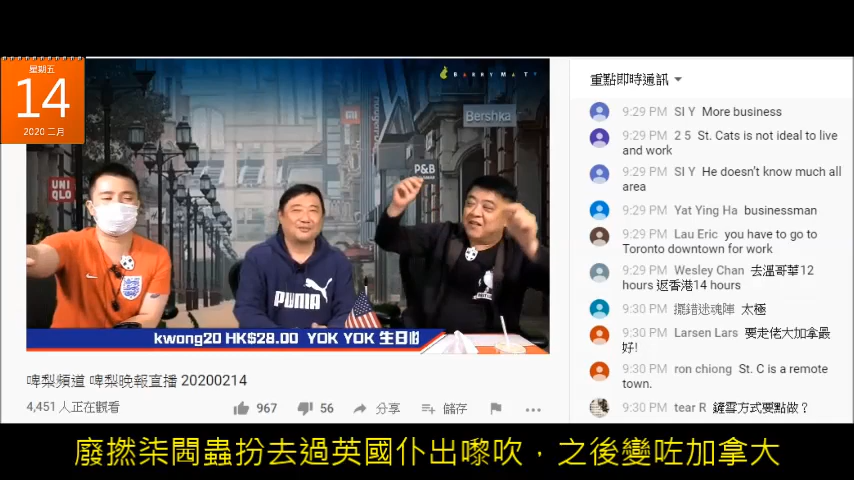 星期五
14
2020 二月
BARRYMATY
mi
Bershka
UNI
QLO
P&B
PUMA
kwong20 HK$28.00 YOK YOK 生日必
重點即時通訊
9:29 PM SI Y More business
9:29 PM 2 5 St. Cats is not ideal to live
and work
9:29 PM SI Y He doesn't know much all
area
9:29 PM Yat Ying Ha businessman
9:29 PM Lau Eric you have to go to
Toronto downtown for work
9:29 PM Wesley Chan 去溫哥華12
hours 返香港14 hours
9:30 PM 擺錯迷魂陣 太極
9:30 PM Larsen Lars 要走佬大加拿最
好!
9:30 PM ron chiong St. C is a remote
town.
9:30 PM tear R 鏟雪方式要點做？
啤梨頻道 啤梨晚報直播 20200214
4,451 人正在觀看
967
56
分享
儲存
廢撚柒閪蟲扮去過英國仆出嚟吹，之後變咗加拿大